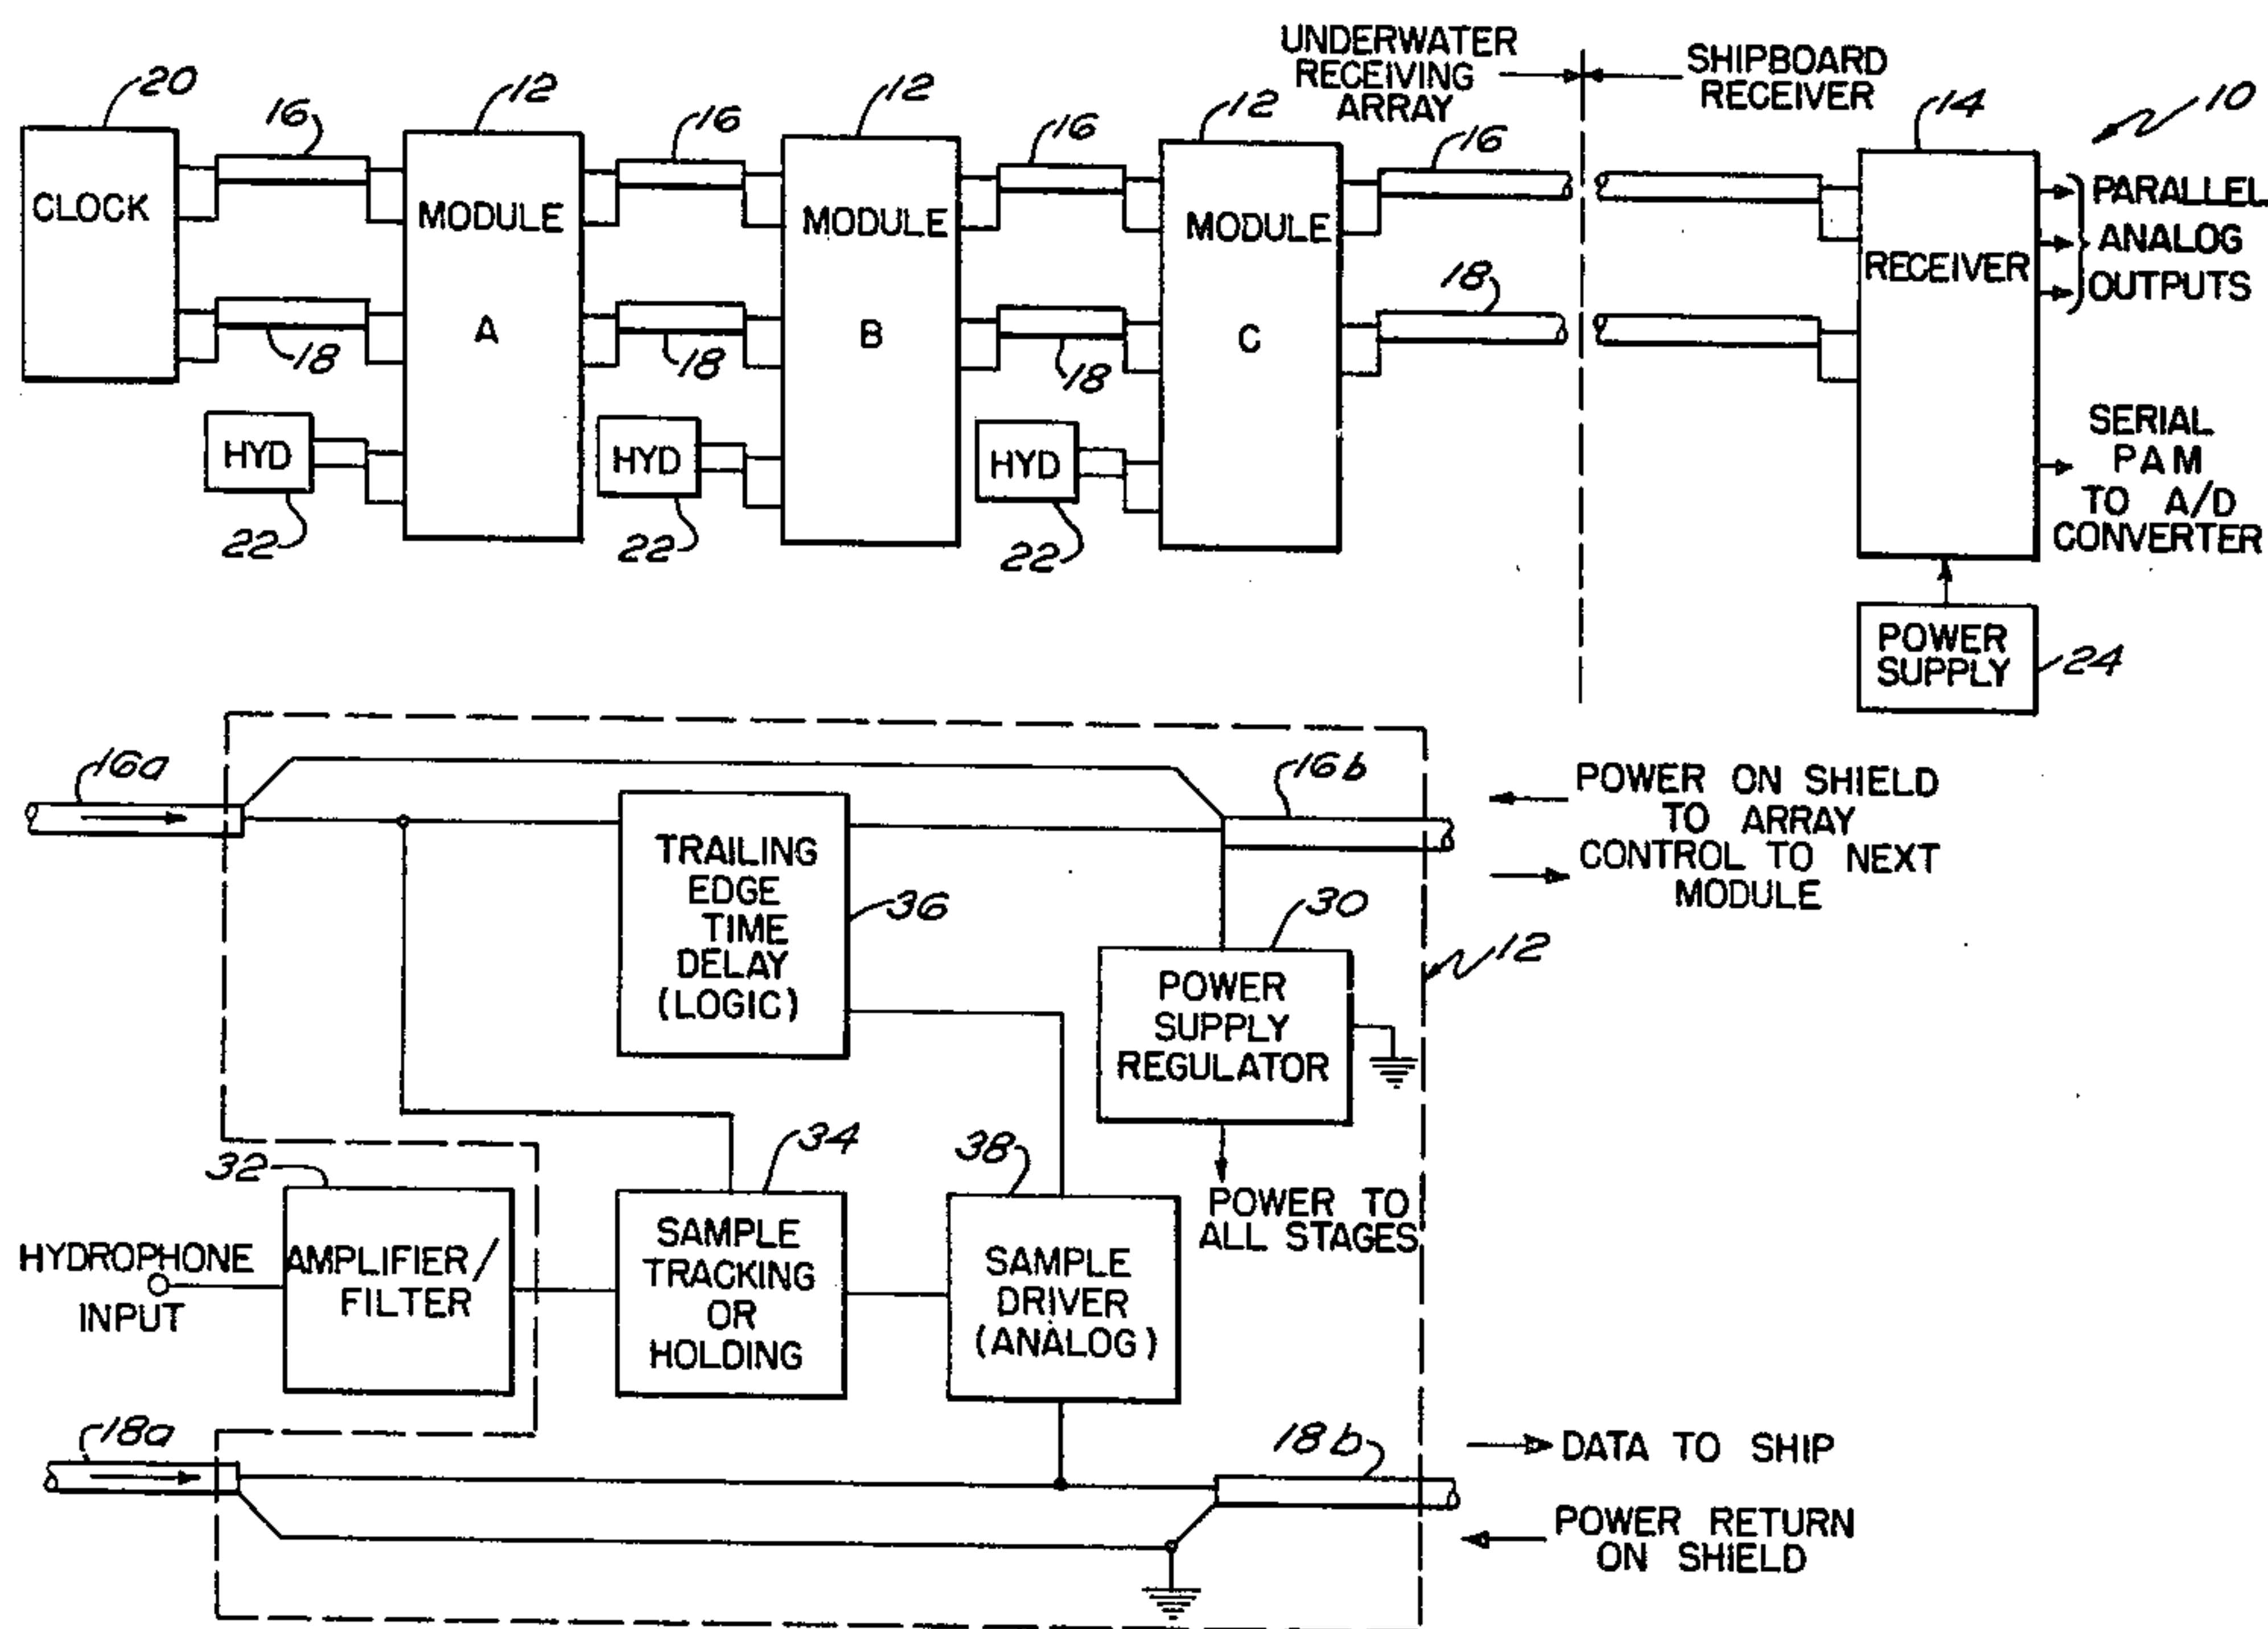 UNDERWATER
RECEIVING
ARRAY
SHIPBOARD
RECEIVER
20
16
12
16
12
16
12
16
14
10
CLOCK
MODULE
A
MODULE
B
MODULE
C
RECEIVER
PARALLEL
ANALOG
OUTPUTS
18
18
18
18
HYD
HYD
HYD
22
22
22
SERIAL
PAM
TO A/D
CONVERTER
POWER
SUPPLY
24
16a
16b
POWER ON SHIELD
TO ARRAY
CONTROL TO NEXT
MODULE
TRAILING
EDGE
TIME
DELAY
(LOGIC)
36
30
12
POWER
SUPPLY
REGULATOR
POWER TO
ALL STAGES
32
34
38
HYDROPHONE
INPUT
AMPLIFIER/
FILTER
SAMPLE
TRACKING
OR
HOLDING
SAMPLE
DRIVER
(ANALOG)
18a
18b
DATA TO SHIP
POWER RETURN
ON SHIELD